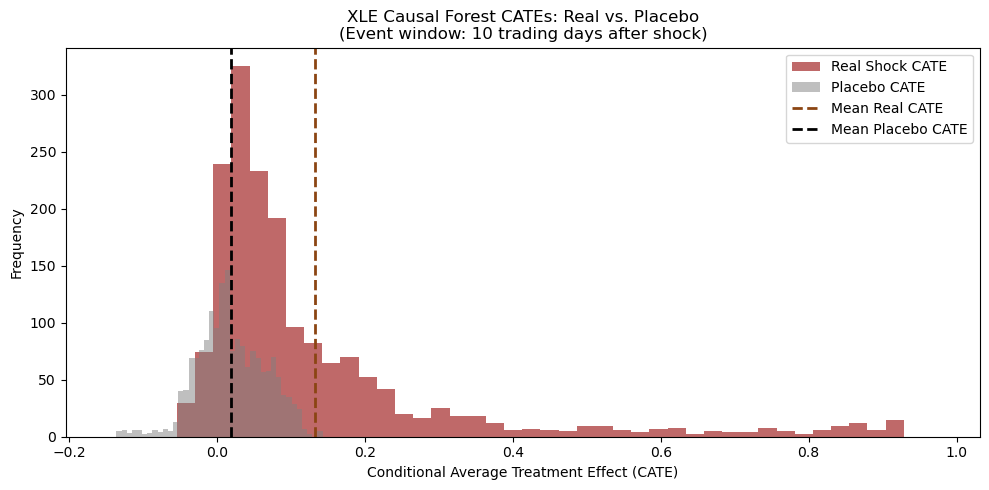 XLE Causal Forest CATEs: Real vs. Placebo
(Event window: 10 trading days after shock)
Real Shock CATE
Placebo CATE
Mean Real CATE
Mean Placebo CATE
Frequency
300
250
200
150
100
50
0
−0.2
0.0
0.2
0.4
0.6
0.8
1.0
Conditional Average Treatment Effect (CATE)